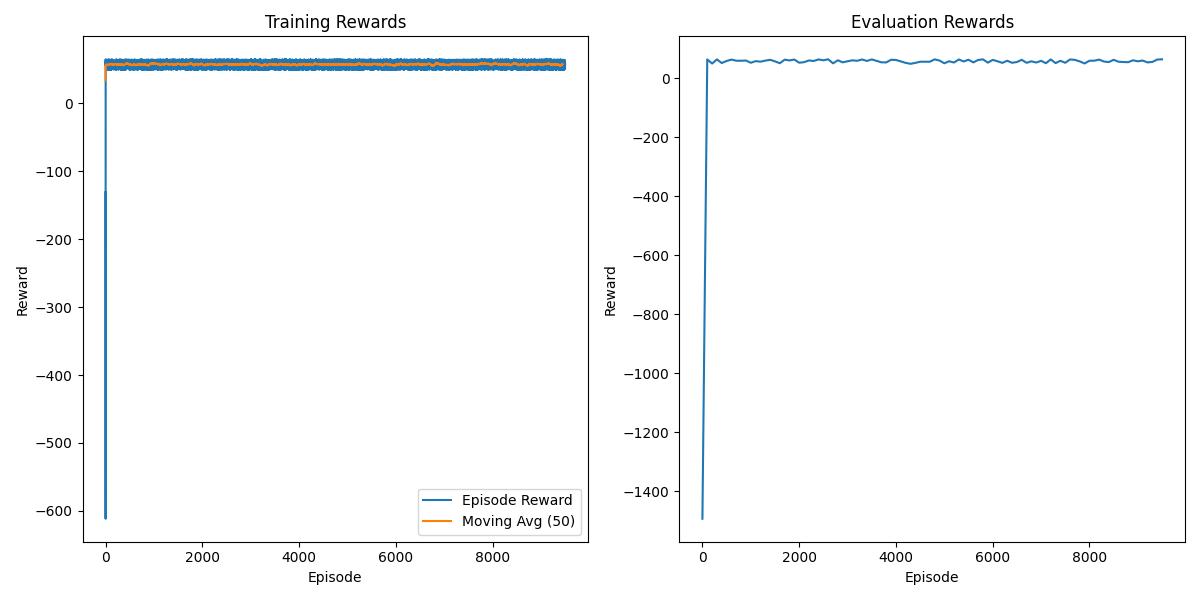 Training Rewards
Reward
0
−100
−200
−300
−400
−500
−600
0 2000 4000 6000 8000
Episode
Episode Reward
Moving Avg (50)
Evaluation Rewards
Reward
0
−200
−400
−600
−800
−1000
−1200
−1400
0 2000 4000 6000 8000
Episode